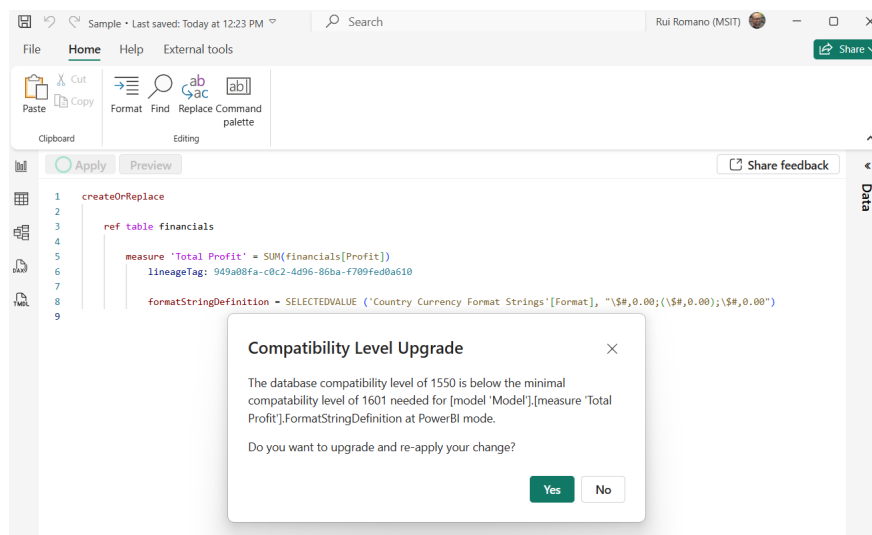 Sample • Last saved: Today at 12:23 PM
Search
Rui Romano (MSIT)
File Home Help External tools
Share
Paste
Cut
Copy
Format Find Replace Command palette
ab
ac
ab
Clipboard
Editing
Apply Preview
Share feedback
Data
DAX
TMDL
1 createOrReplace
2
3 ref table financials
4
5 measure 'Total Profit' = SUM(financials[Profit])
6 lineageTag: 949a08fa-c0c2-4d96-86ba-f709fed0a610
7
8 formatStringDefinition = SELECTEDVALUE ('Country Currency Format Strings'[Format], "\$#,0.00;(\$#,0.00);\$#,0.00")
9
Compatibility Level Upgrade
The database compatibility level of 1550 is below the minimal
compatability level of 1601 needed for [model 'Model'].[measure 'Total
Profit'].FormatStringDefinition at PowerBI mode.
Do you want to upgrade and re-apply your change?
Yes No